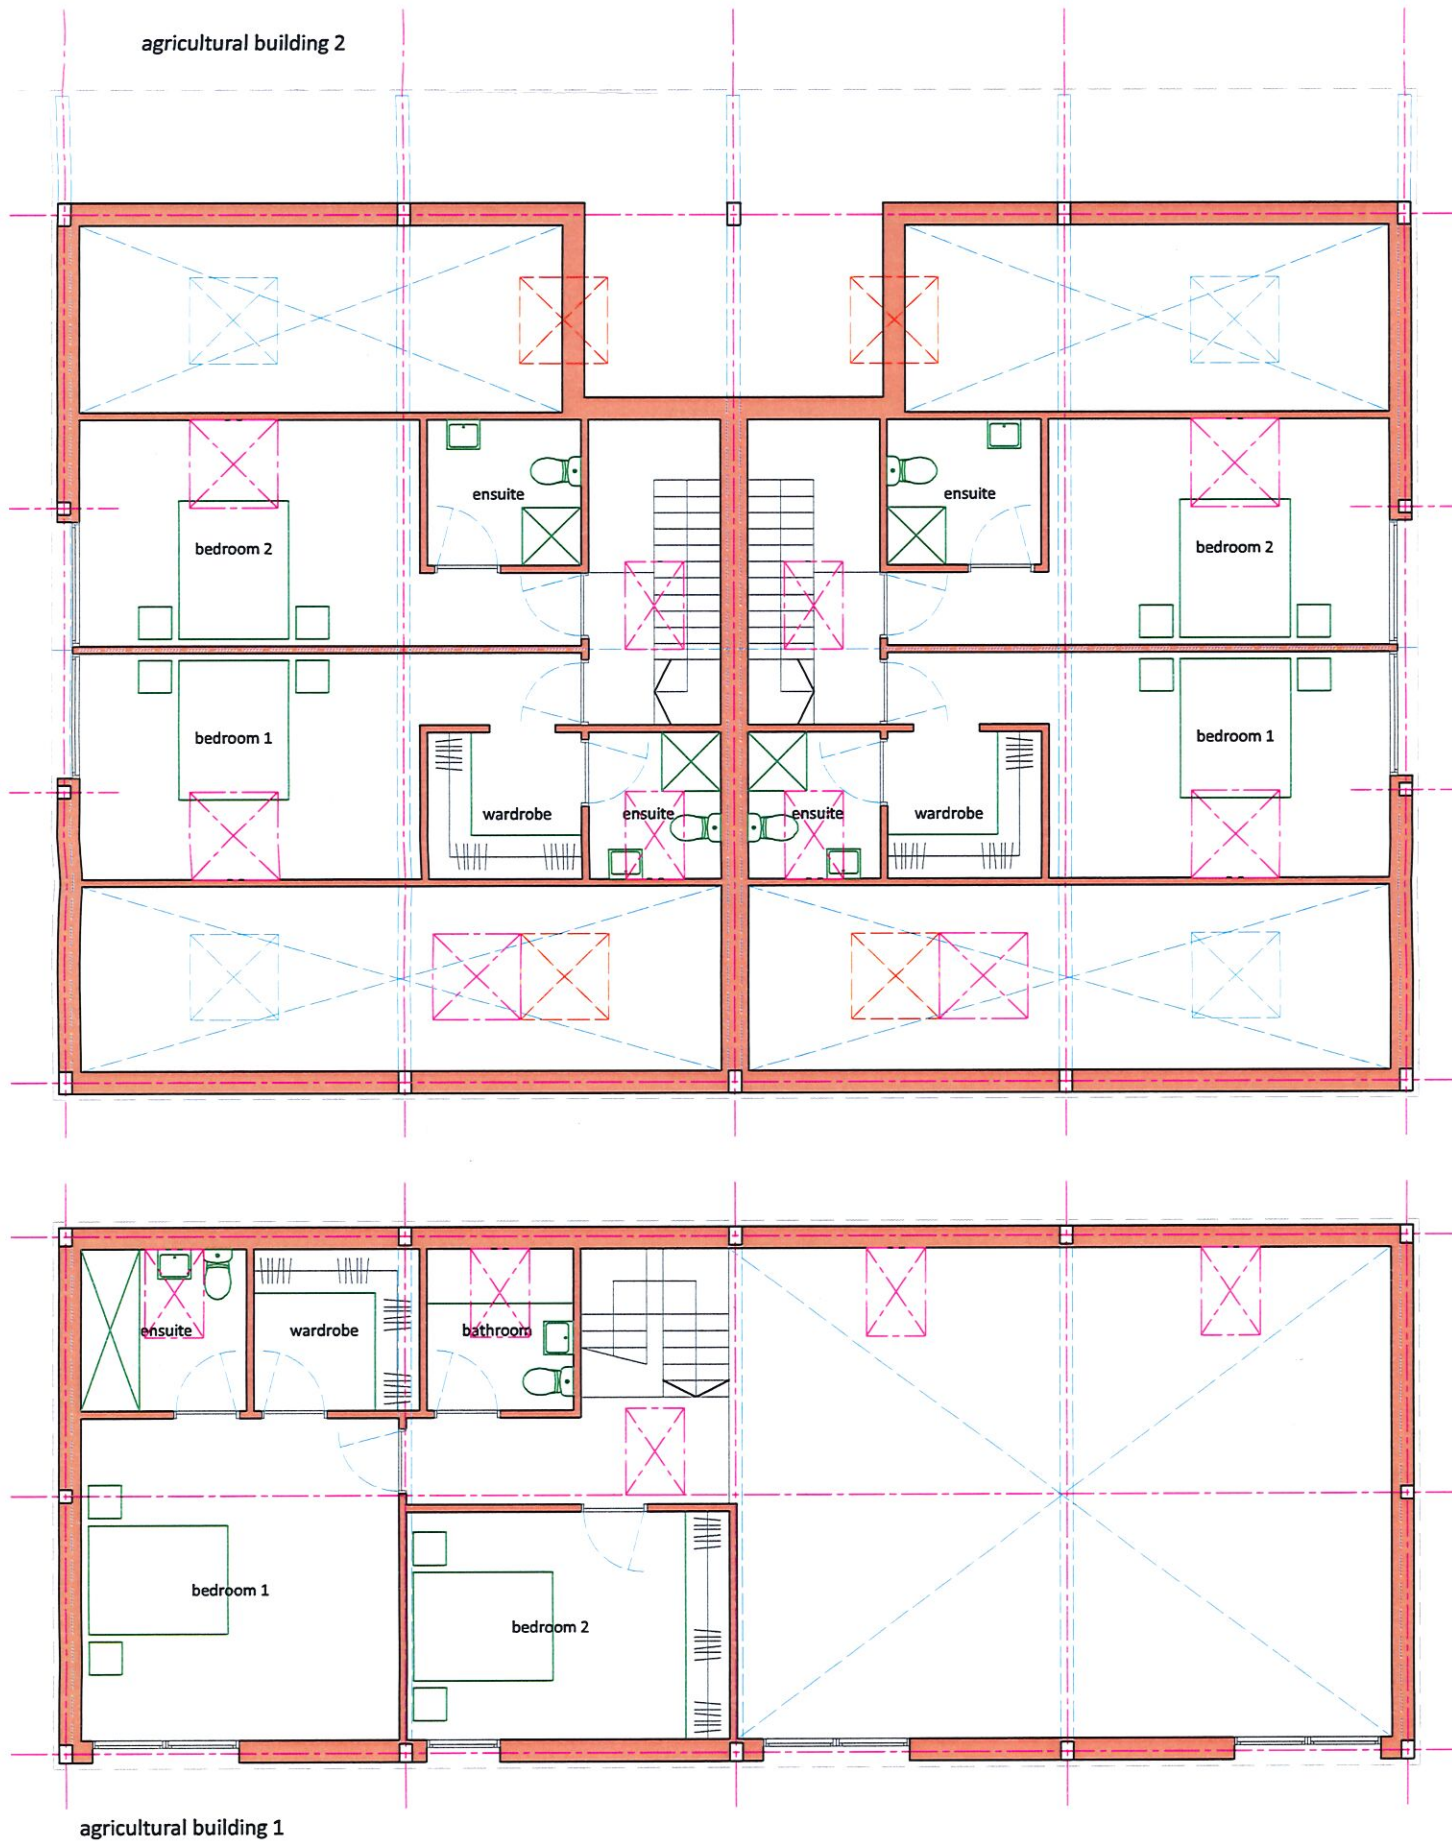 agricultural building 2
ensuite
ensuite
bedroom 2
bedroom 2
bedroom 1
bedroom 1
wardrobe
ensuite
ensuite
wardrobe
ensuite
wardrobe
bathroom
bedroom 1
bedroom 2
agricultural building 1